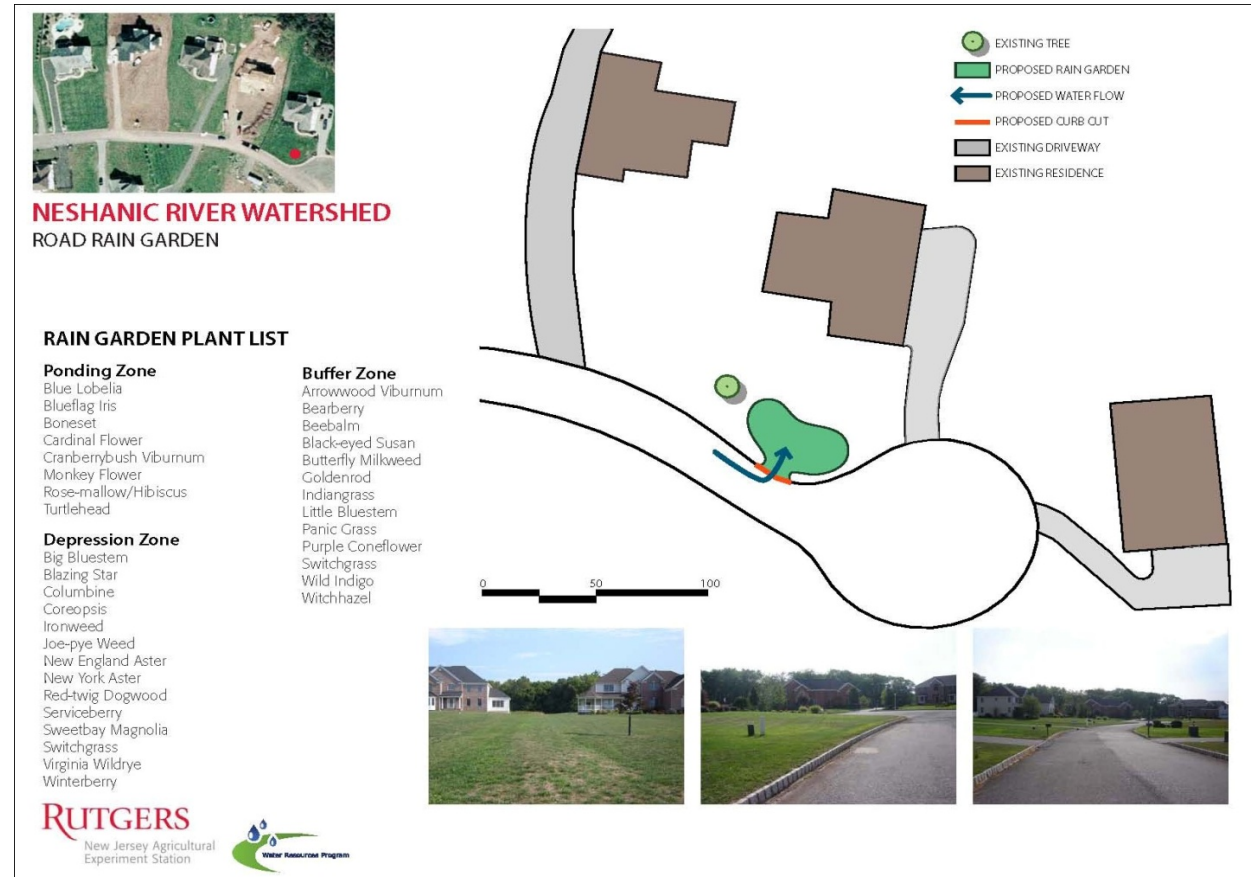 NESHANIC RIVER WATERSHED
ROAD RAIN GARDEN
EXISTING TREE
PROPOSED RAIN GARDEN
PROPOSED WATER FLOW
PROPOSED CURB CUT
EXISTING DRIVEWAY
EXISTING RESIDENCE
RAIN GARDEN PLANT LIST
Ponding Zone
Blue Lobelia
Blueflag Iris
Boneset
Cardinal Flower
Cranberrybush Viburnum
Monkey Flower
Rose-mallow/Hibiscus
Turtlehead
Depression Zone
Big Bluestem
Blazing Star
Columbine
Coreopsis
Ironweed
Joe-pye Weed
New England Aster
New York Aster
Red-twig Dogwood
Serviceberry
Sweetbay Magnolia
Switchgrass
Virginia Wildrye
Winterberry
Buffer Zone
Arrowwood Viburnum
Bearberry
Beebalm
Black-eyed Susan
Butterfly Milkweed
Goldenrod
Indiangrass
Little Bluestem
Panic Grass
Purple Coneflower
Switchgrass
Wild Indigo
Witchhazel
0 50 100
RUTGERS
New Jersey Agricultural
Experiment Station
Water Resources Program